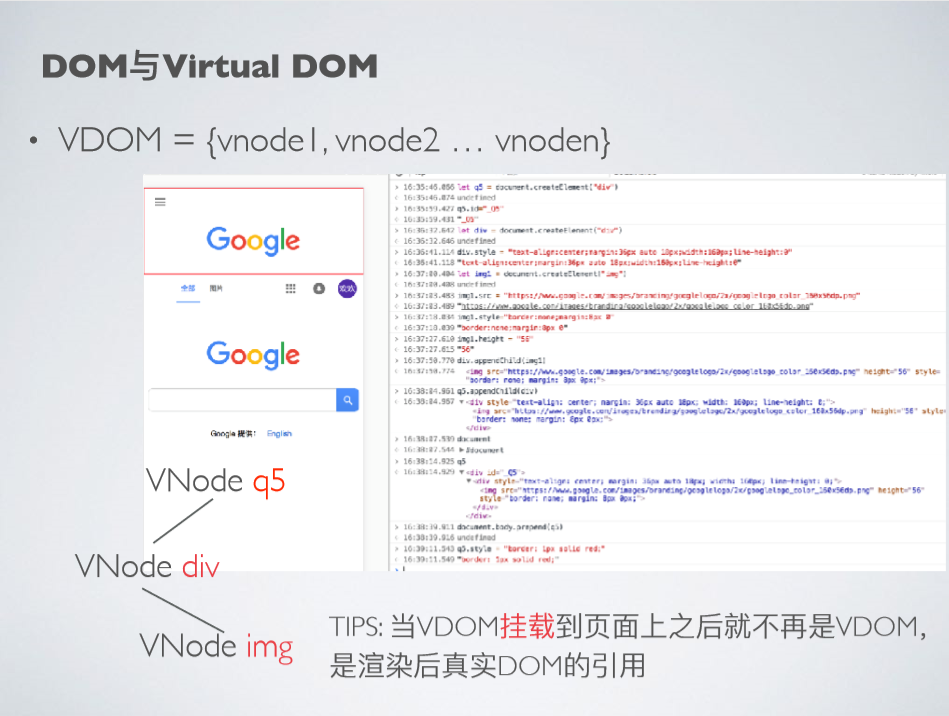 DOM与Virtual DOM
• VDOM = {vnode1, vnode2 … vnoden}
Google
全部 图片
Google
Google 提供： English
> 16:35:46.066 let q5 = document.createElement("div")
< 16:35:46.074 undefined
> 16:35:59.427 q5.id="_Q5"
< 16:35:59.431 "_Q5"
> 16:36:32.642 let div = document.createElement("div")
< 16:36:32.646 undefined
> 16:36:41.114 div.style = "text-align:center;margin:36px auto 18px;width:160px;line-height:0"
< 16:36:41.118 "text-align:center;margin:36px auto 18px;width:160px;line-height:0"
> 16:37:00.404 let img1 = document.createElement("img")
< 16:37:00.408 undefined
> 16:37:03.483 img1.src = "https://www.google.com/images/branding/googlelogo/2x/googlelogo_color_160x56dp.png"
< 16:37:03.489 "https://www.google.com/images/branding/googlelogo/2x/googlelogo_color_160x56dp.png"
> 16:37:18.034 img1.style="border:none;margin:8px 0"
< 16:37:18.039 "border:none;margin:8px 0"
> 16:37:27.610 img1.height = "56"
< 16:37:27.615 "56"
> 16:37:50.770 div.appendChild(img1)
< 16:37:50.774 <img src="https://www.google.com/images/branding/googlelogo/2x/googlelogo_color_160x56dp.png" height="56" style=
"border: none; margin: 8px 0px;">
> 16:38:04.961 q5.appendChild(div)
< 16:38:04.967 ▼<div style="text-align: center; margin: 36px auto 18px; width: 160px; line-height: 0;">
<img src="https://www.google.com/images/branding/googlelogo/2x/googlelogo_color_160x56dp.png" height="56" style=
"border: none; margin: 8px 0px;">
</div>
> 16:38:07.539 document
< 16:38:07.544 ▶#document
> 16:38:14.925 q5
< 16:38:14.929 ▼<div id="_Q5">
▼<div style="text-align: center; margin: 36px auto 18px; width: 160px; line-height: 0;">
<img src="https://www.google.com/images/branding/googlelogo/2x/googlelogo_color_160x56dp.png" height="56"
style="border: none; margin: 8px 0px;">
</div>
</div>
> 16:38:39.911 document.body.prepend(q5)
< 16:38:39.916 undefined
> 16:39:11.543 q5.style = "border: 1px solid red;"
< 16:39:11.549 "border: 1px solid red;"
VNode q5
VNode div
VNode img
TIPS: 当VDOM挂载到页面上之后就不再是VDOM,
是渲染后真实DOM的引用